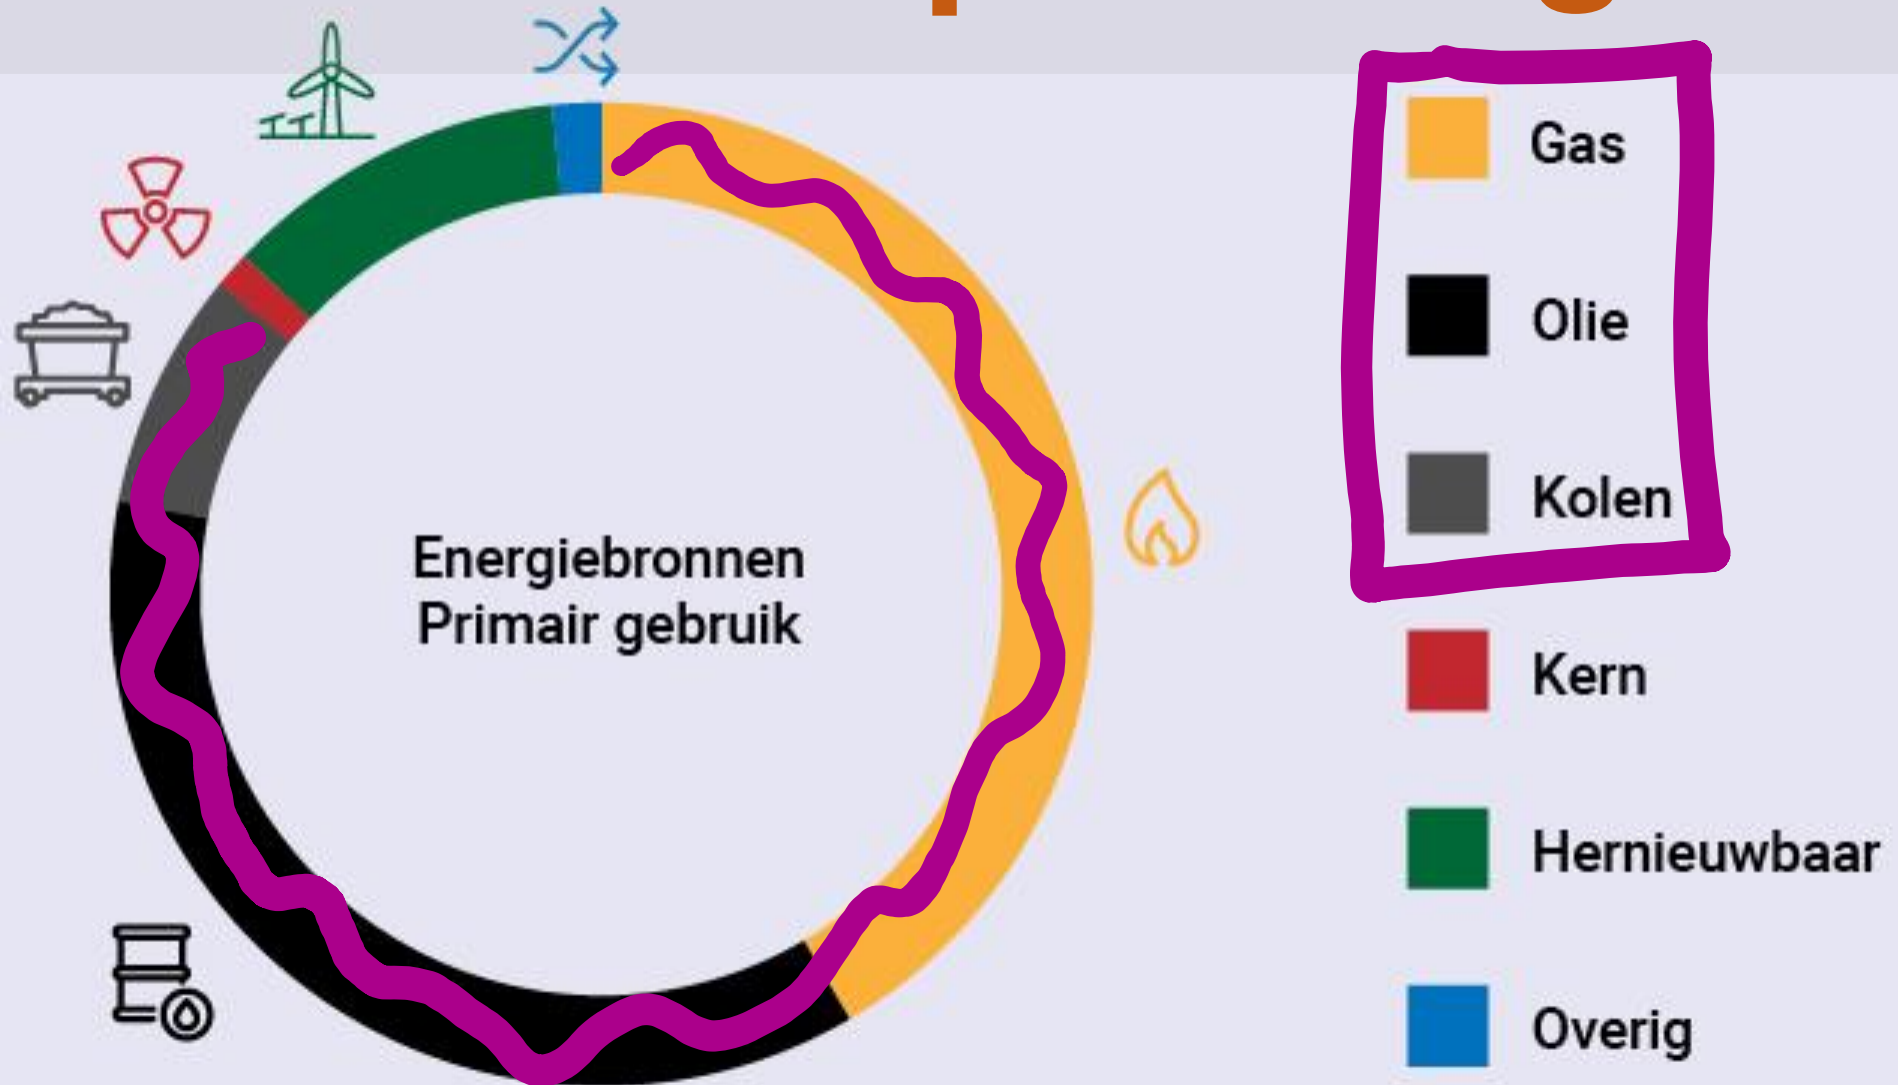 Energiebronnen
Primair gebruik
Gas
Olie
Kolen
Kern
Hernieuwbaar
Overig